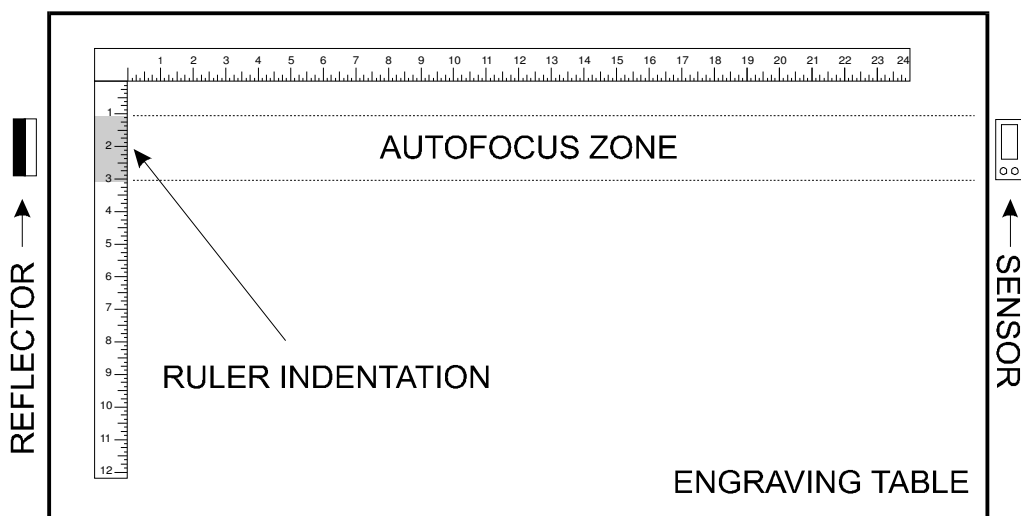 1 2 3 4 5 6 7 8 9 10 11 12 13 14 15 16 17 18 19 20 21 22 23 24
1
AUTOFOCUS ZONE
2
3
4
5
6
7
8
RULER INDENTATION
9
10
11
12
REFLECTOR
SENSOR
ENGRAVING TABLE